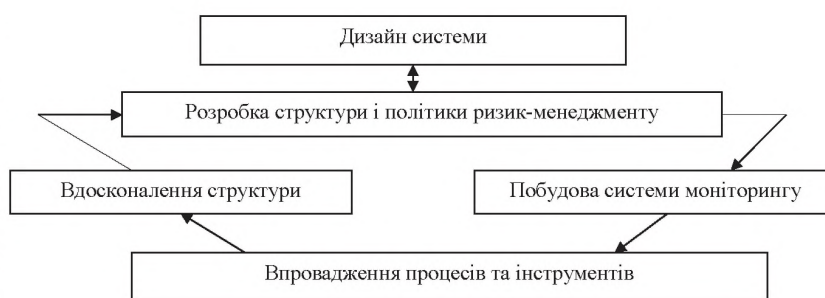 Дизайн системи
Розробка структури і політики ризик-менеджменту
Вдосконалення структури
Побудова системи моніторингу
Впровадження процесів та інструментів